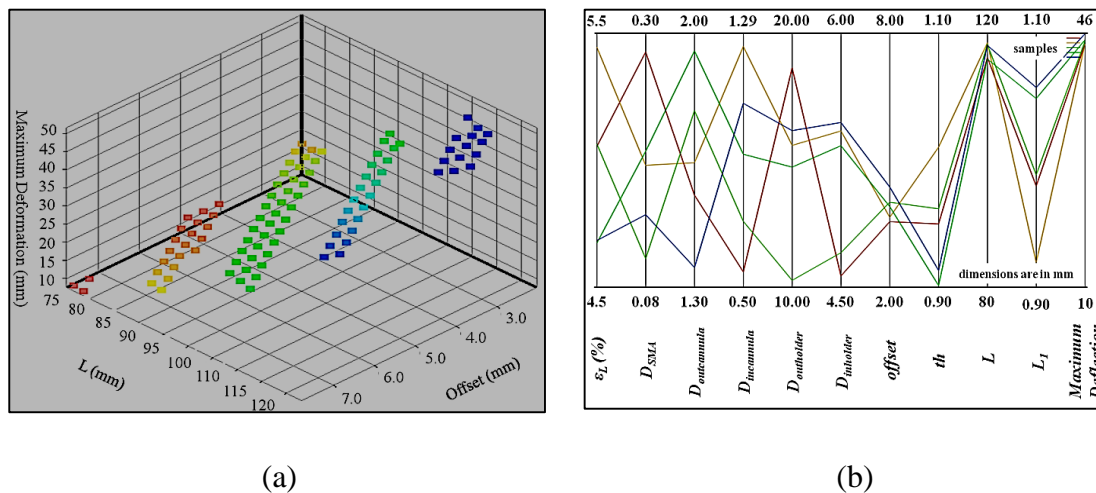 5.5 0.30 2.00 1.29 20.00 6.00 8.00 1.10 120 1.10 46
samples
dimensions are in mm
4.5 0.08 1.30 0.50 10.00 4.50 2.00 0.90 80 0.90 10
εL (%)
DSMA
Doutcannula
Dincannula
Doutholder
Dinholder
offset
th
L
L1
Maximum
Deflection
Maximum Deformation (mm)
50
45
40
35
30
25
20
15
10
75
80
85
90
95
100
110
115
120
L (mm)
3.0
4.0
5.0
6.0
7.0
Offset (mm)
(a)
(b)